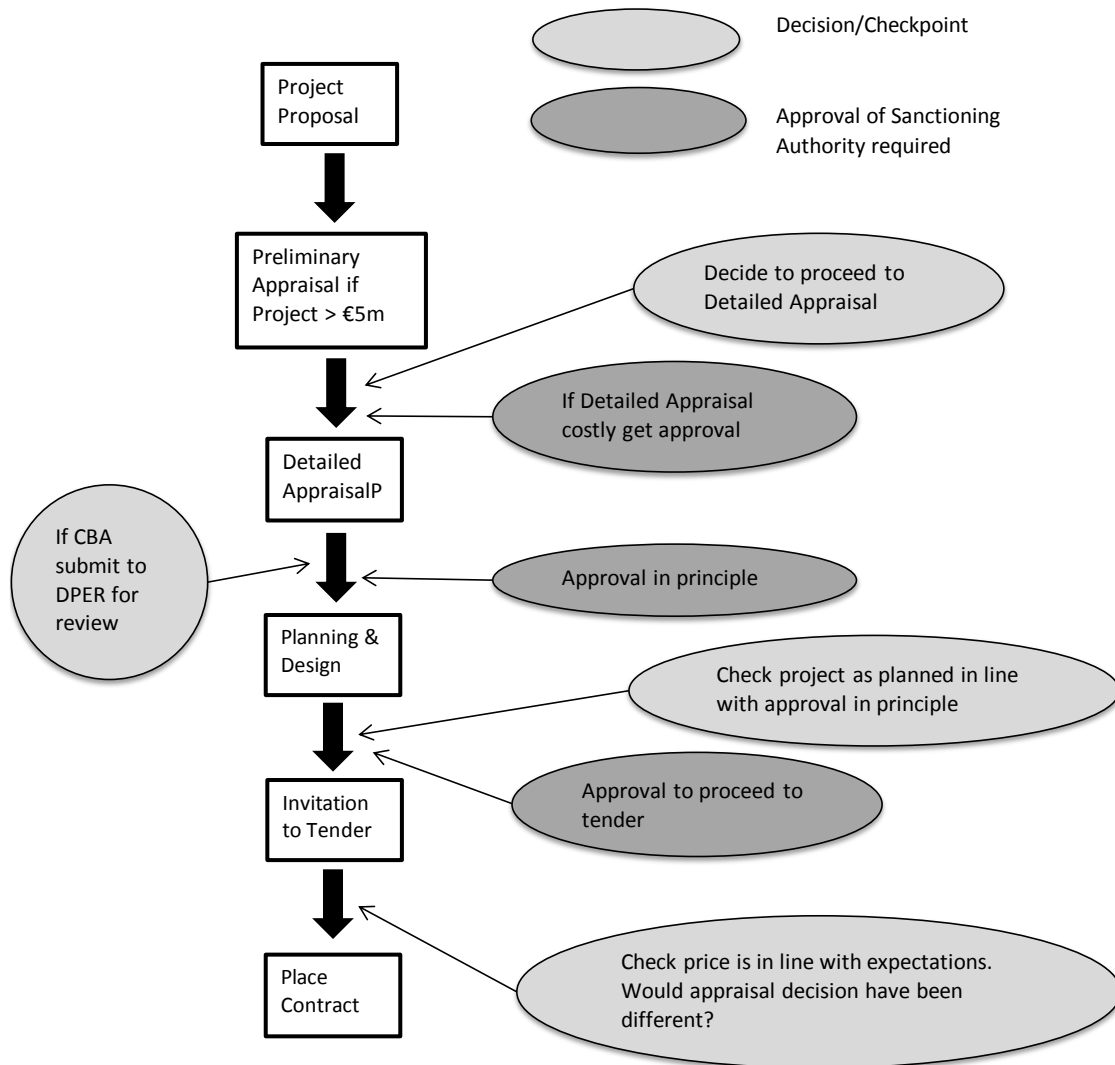 Decision/Checkpoint
Approval of Sanctioning
Authority required
Project
Proposal
Preliminary
Appraisal if
Project > €5m
Decide to proceed to
Detailed Appraisal
If Detailed Appraisal
costly get approval
Detailed
AppraisalP
If CBA
submit to
DPER for
review
Approval in principle
Planning &
Design
Check project as planned in line
with approval in principle
Approval to proceed to
tender
Invitation
to Tender
Check price is in line with expectations.
Would appraisal decision have been
different?
Place
Contract